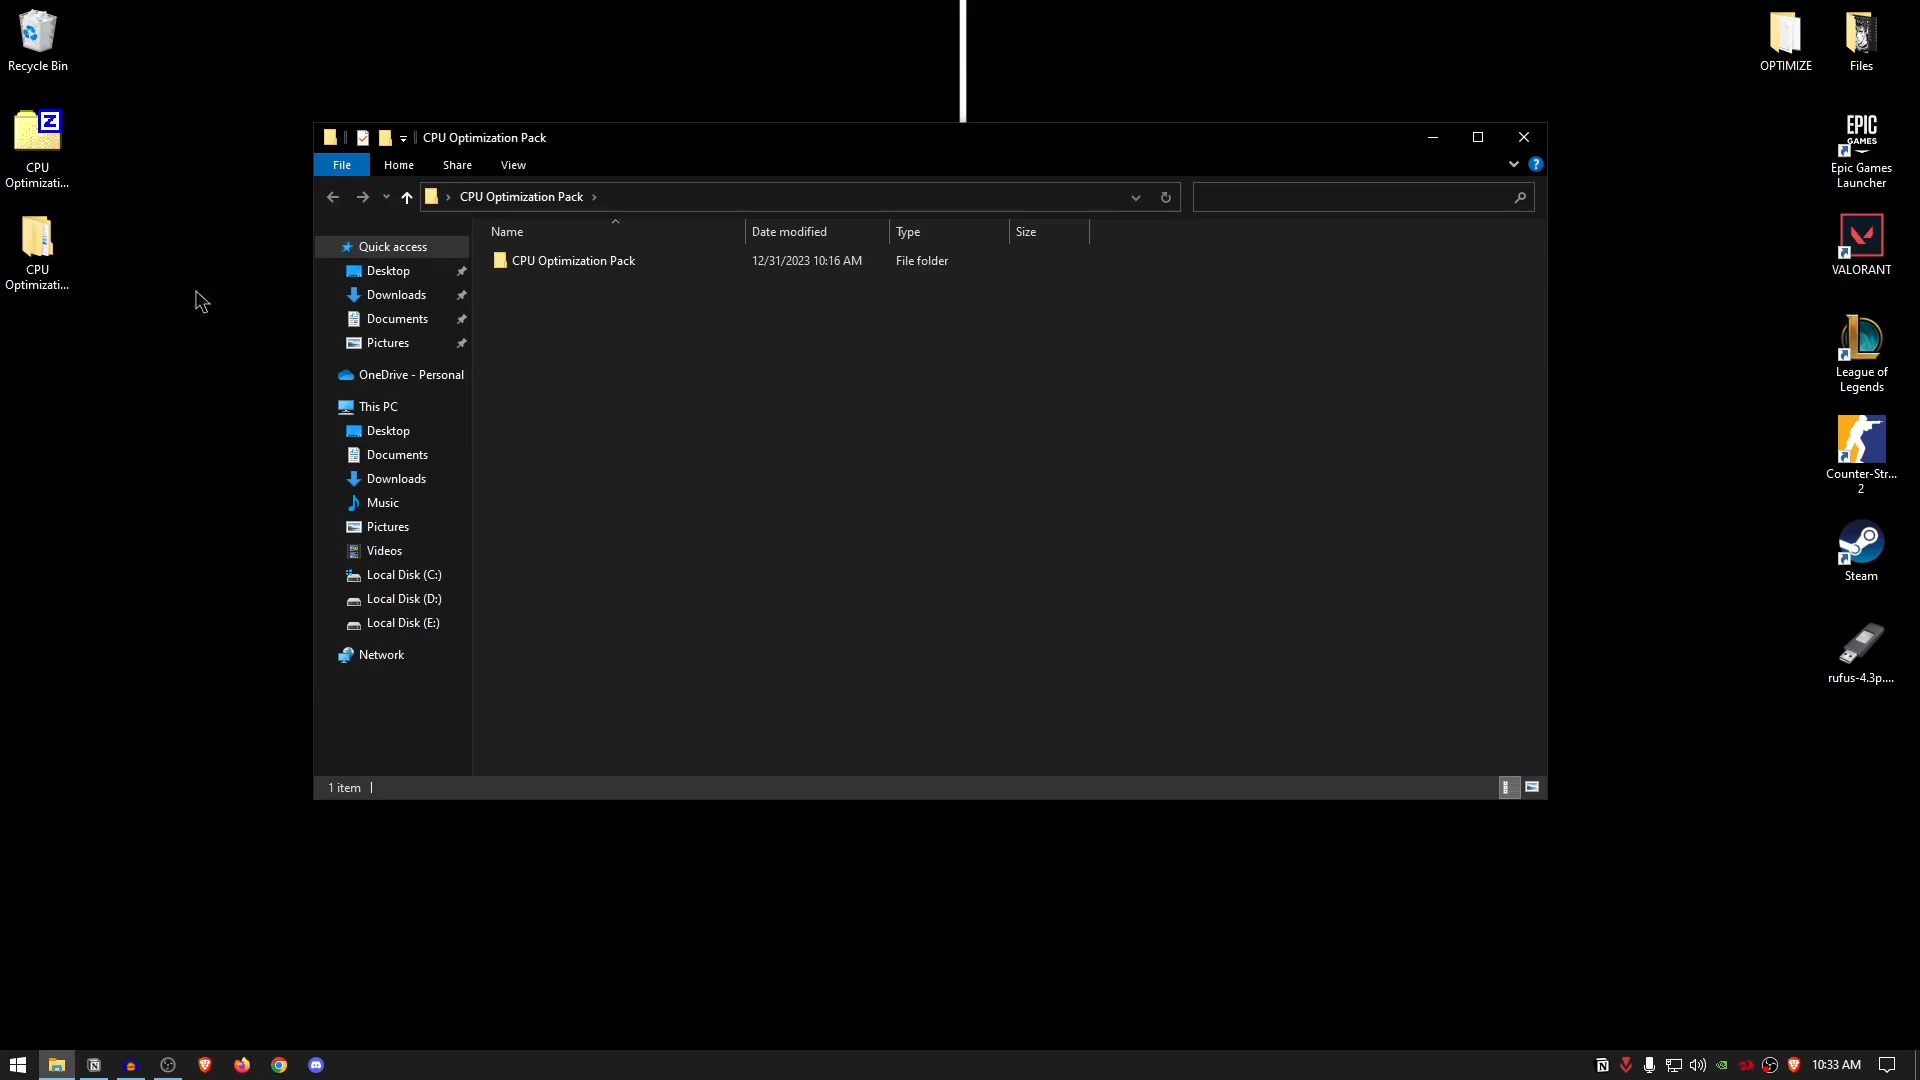 Recycle Bin
CPU
Optimizati...
CPU
Optimizati...
OPTIMIZE
Files
EPIC
GAMES
Epic Games
Launcher
VALORANT
League of
Legends
Counter-Str...
2
Steam
rufus-4.3p....
CPU Optimization Pack
File
Home
Share
View
CPU Optimization Pack
Name
Date modified
Type
Size
CPU Optimization Pack
12/31/2023 10:16 AM
File folder
Quick access
Desktop
Downloads
Documents
Pictures
OneDrive - Personal
This PC
Desktop
Documents
Downloads
Music
Pictures
Videos
Local Disk (C:)
Local Disk (D:)
Local Disk (E:)
Network
1 item
10:33 AM